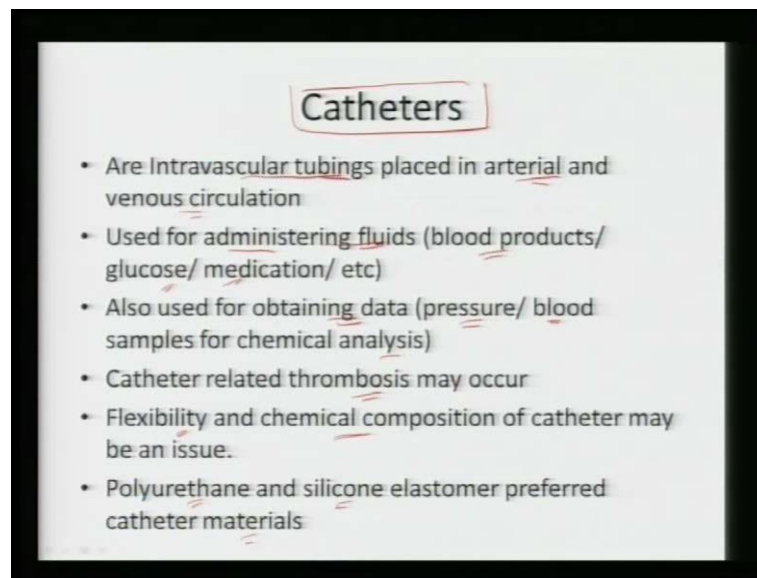 Catheters
• Are Intravascular tubings placed in arterial and
venous circulation
• Used for administering fluids (blood products/
glucose/ medication/ etc)
• Also used for obtaining data (pressure/ blood
samples for chemical analysis)
• Catheter related thrombosis may occur
• Flexibility and chemical composition of catheter may
be an issue.
• Polyurethane and silicone elastomer preferred
catheter materials